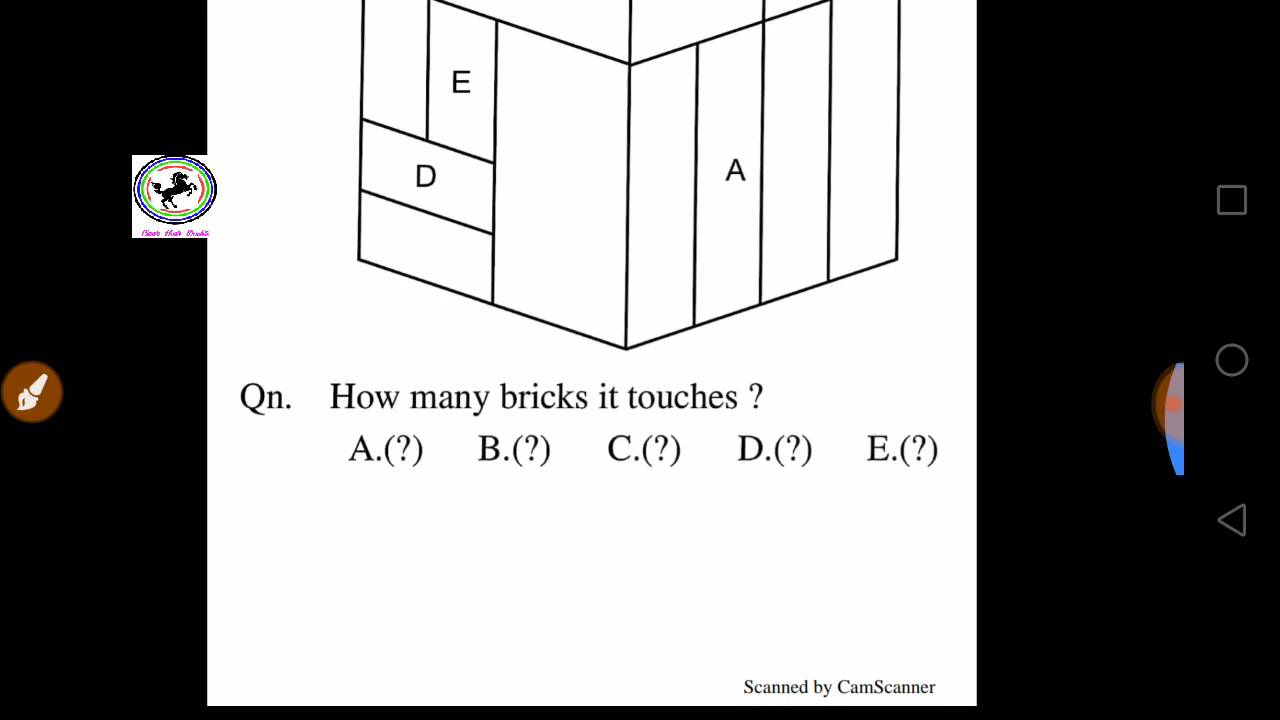 E
D
A
Qn. How many bricks it touches ?
A.(?) B.(?) C.(?) D.(?) E.(?)
Scanned by CamScanner